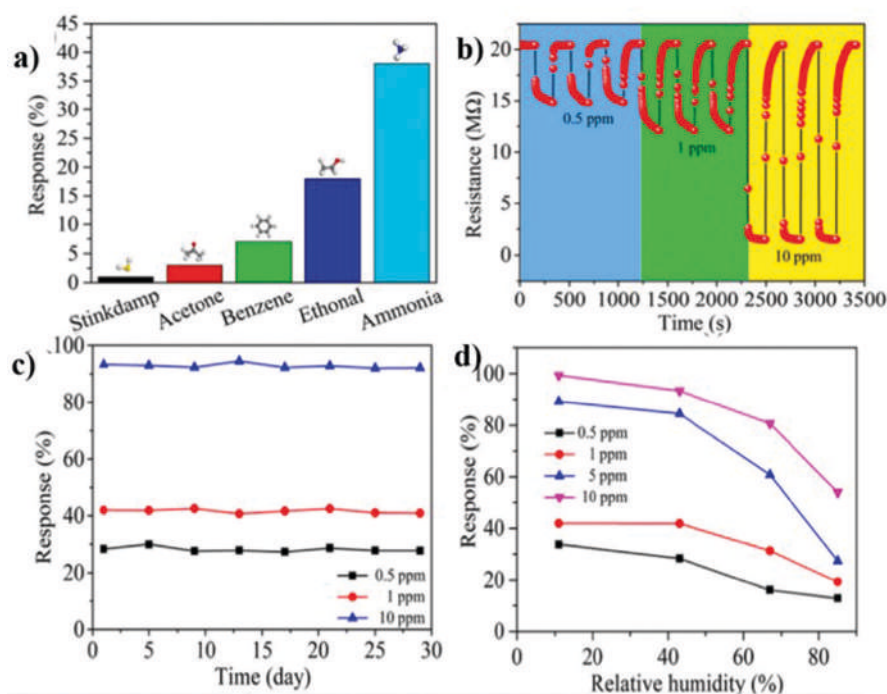 a)
Response (%)
45
40
35
30
25
20
15
10
5
0
Stinkdamp
Acetone
Benzene
Ethonal
Ammonia
b)
Resistance (MΩ)
20
15
10
5
0
0.5 ppm
1 ppm
10 ppm
0 500 1000 1500 2000 2500 3000 3500
Time (s)
c)
Response (%)
100
80
60
40
20
0
0.5 ppm
1 ppm
10 ppm
0 5 10 15 20 25 30
Time (day)
d)
Response (%)
100
80
60
40
20
0
0.5 ppm
1 ppm
5 ppm
10 ppm
0 20 40 60 80
Relative humidity (%)